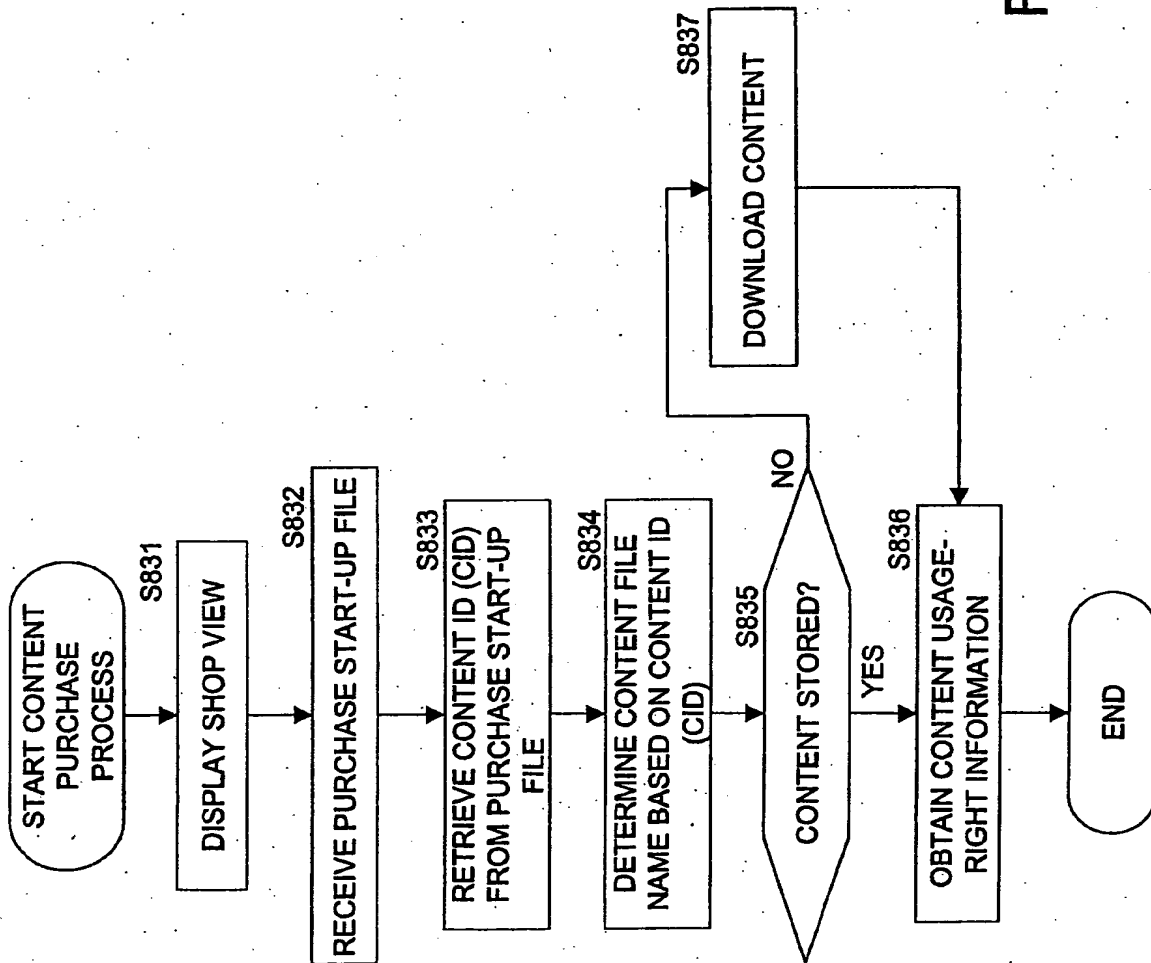 START CONTENT
PURCHASE
PROCESS
S831
DISPLAY SHOP VIEW
S832
RECEIVE PURCHASE START-UP FILE
S833
RETRIEVE CONTENT ID (CID)
FROM PURCHASE START-UP
FILE
S834
DETERMINE CONTENT FILE
NAME BASED ON CONTENT ID
(CID)
S835
CONTENT STORED?
NO
YES
S837
DOWNLOAD CONTENT
S836
OBTAIN CONTENT USAGE-
RIGHT INFORMATION
END